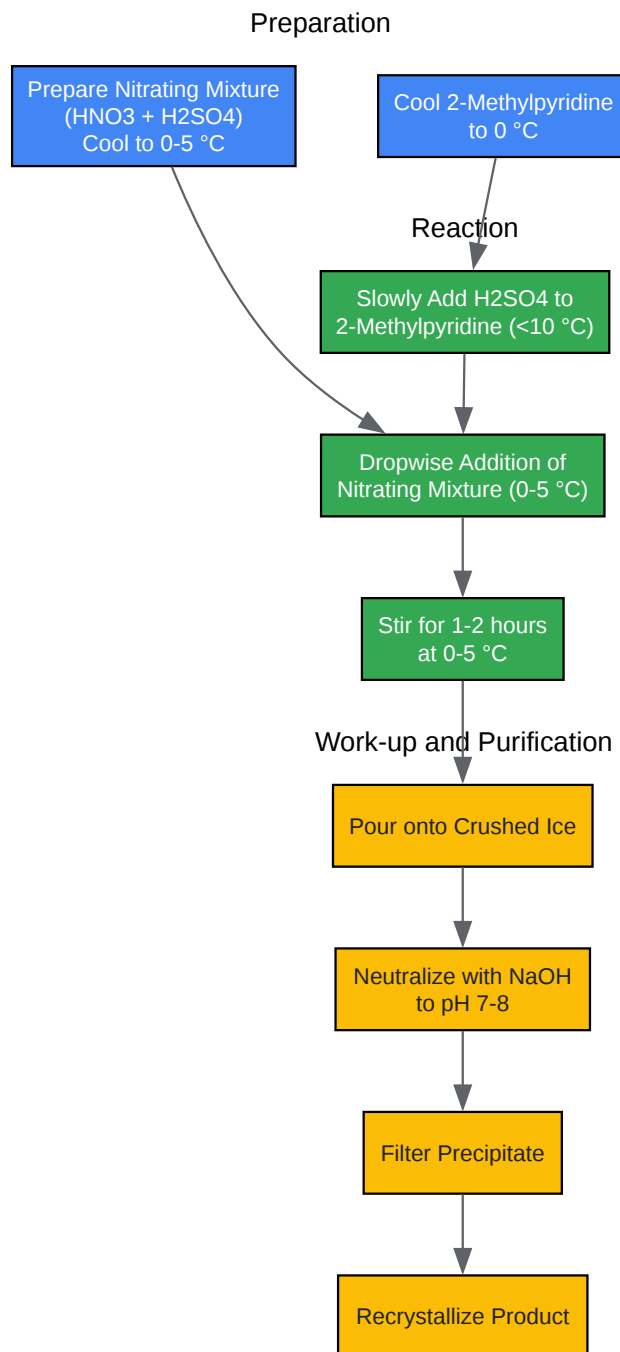 Preparation
Prepare Nitrating Mixture
(HNO3 + H2SO4)
Cool to 0-5 °C
Cool 2-Methylpyridine
to 0 °C
Reaction
Slowly Add H2SO4 to
2-Methylpyridine (<10 °C)
Dropwise Addition of
Nitrating Mixture (0-5 °C)
Stir for 1-2 hours
at 0-5 °C
Work-up and Purification
Pour onto Crushed Ice
Neutralize with NaOH
to pH 7-8
Filter Precipitate
Recrystallize Product